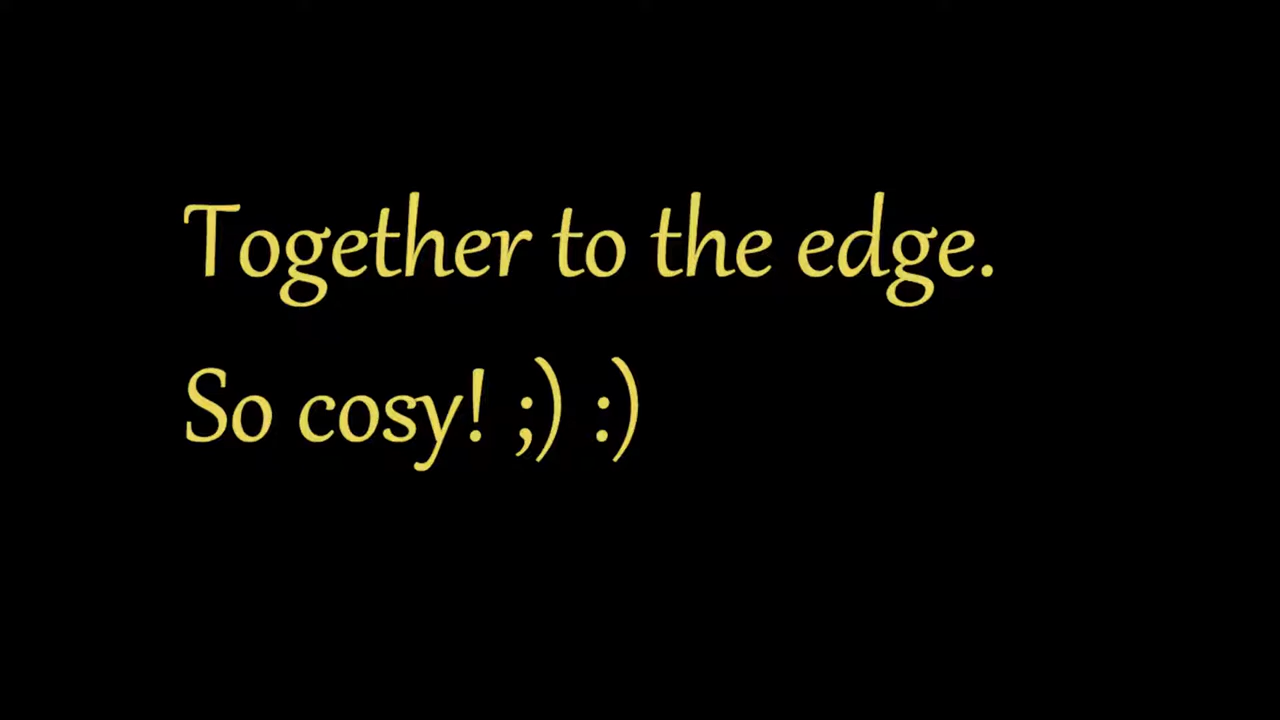 Together to the edge.
So cosy! ;) :)